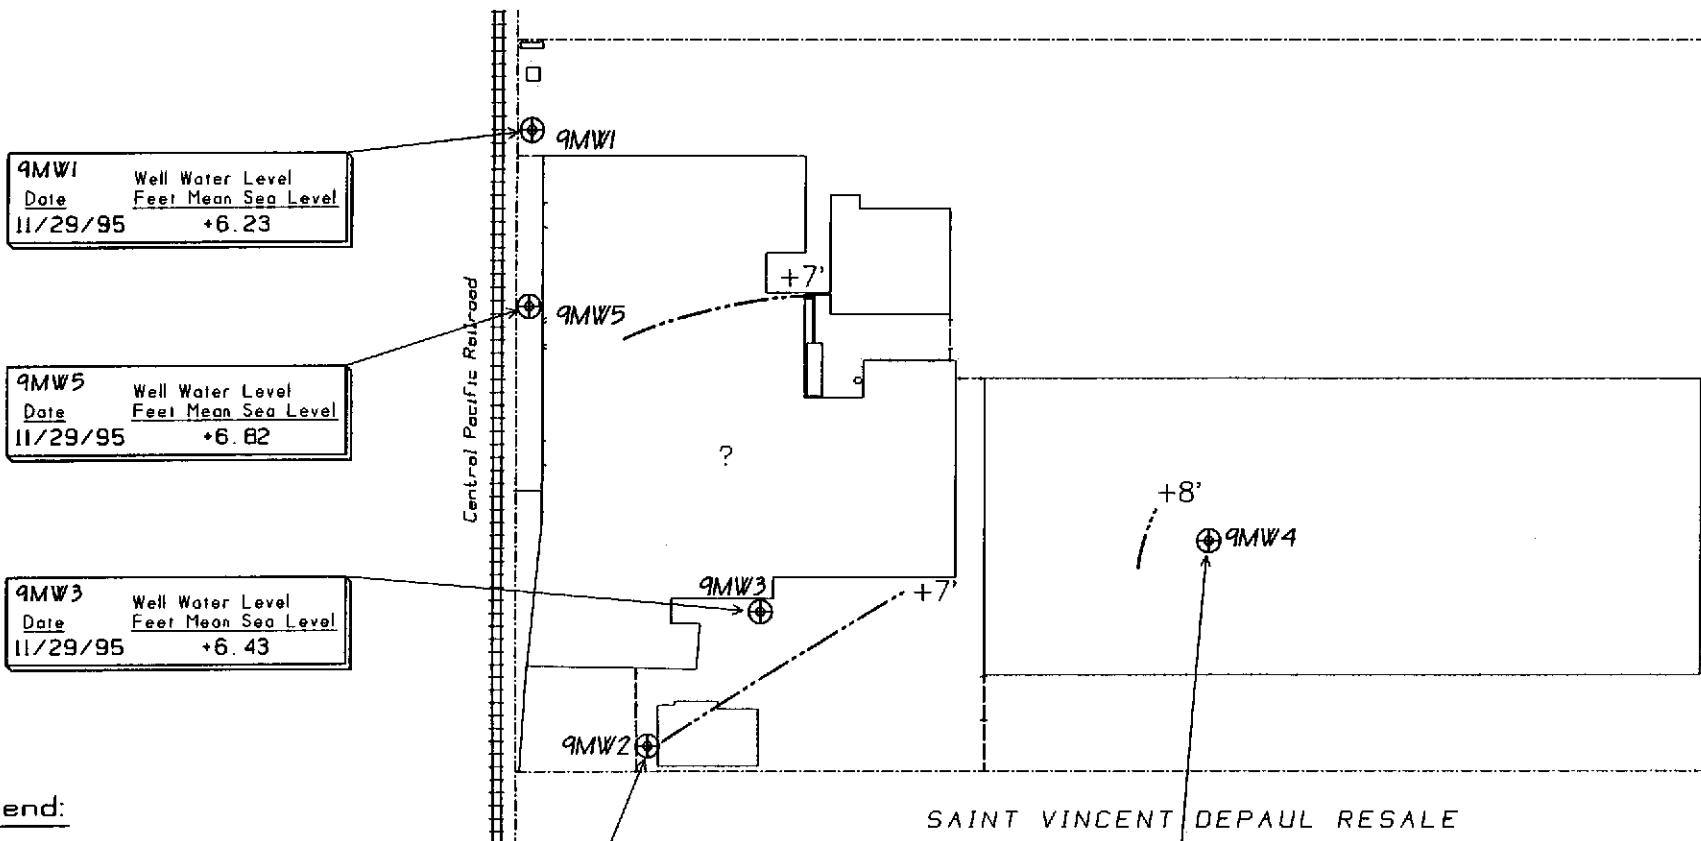 9MW1
9MW1 Well Water Level
Date Feet Mean Sea Level
11/29/95 +6.23
+7'
Central Pacific Railroad
9MW5
9MW5 Well Water Level
Date Feet Mean Sea Level
11/29/95 +6.82
?
+8'
9MW4
9MW3
+7'
9MW3 Well Water Level
Date Feet Mean Sea Level
11/29/95 +6.43
9MW2
end:
SAINT VINCENT DEPAUL RESALE